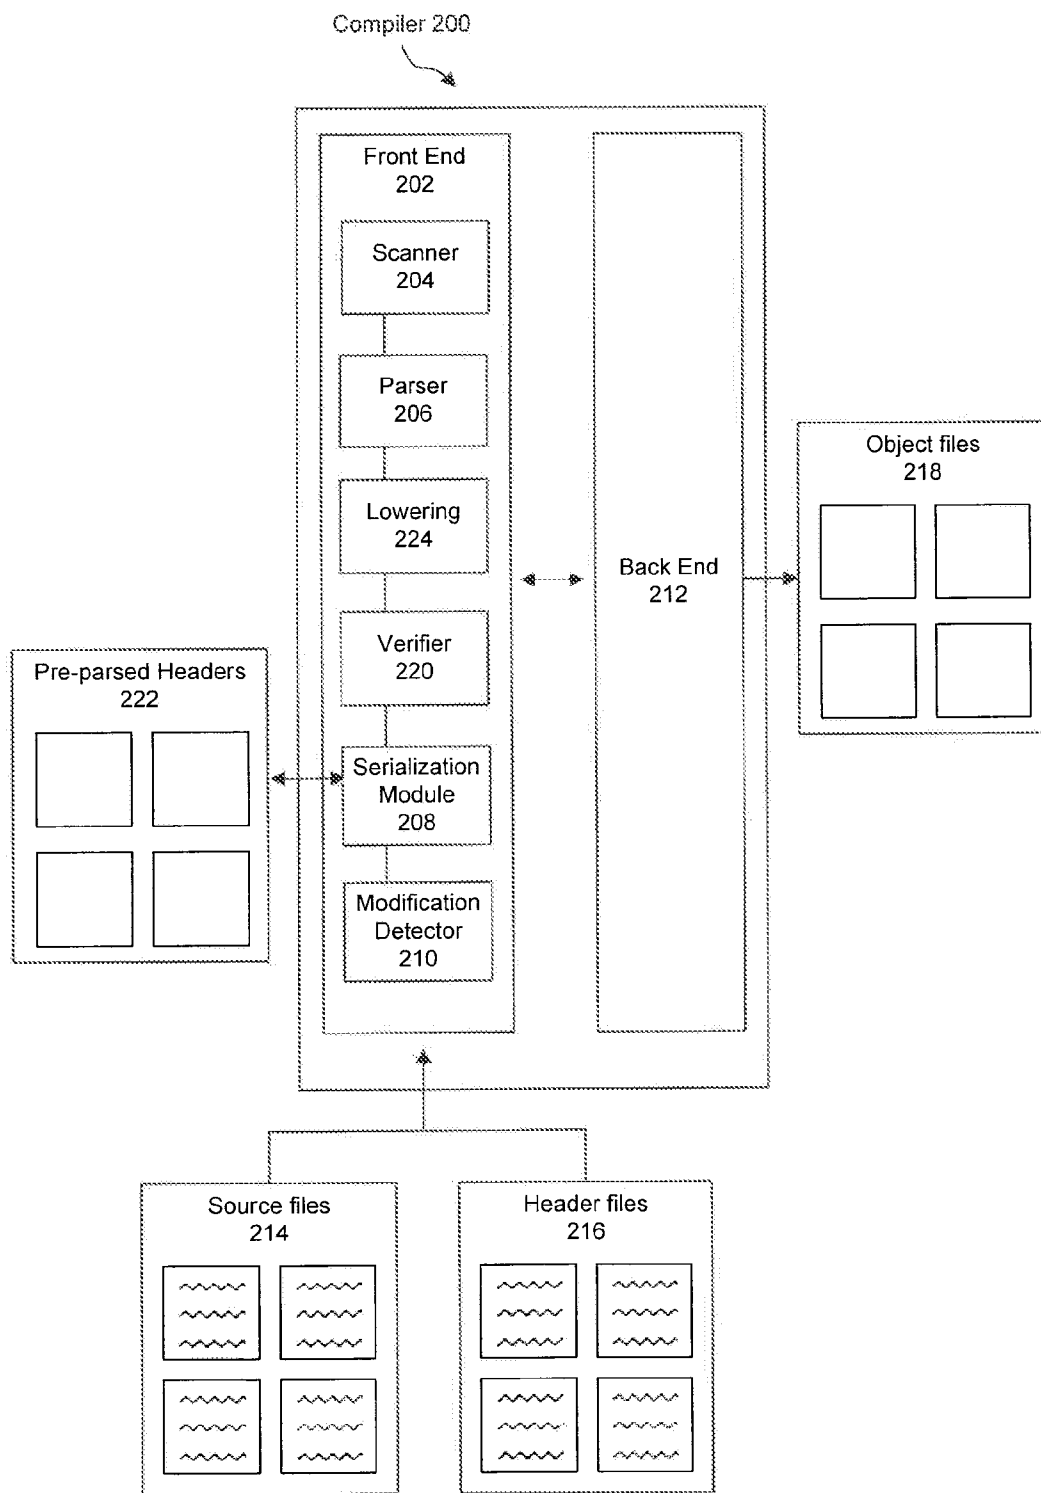 Compiler 200
Front End
202
Scanner
204
Parser
206
Lowering
224
Verifier
220
Serialization
Module
208
Modification
Detector
210
Back End
212
Object files
218
Pre-parsed Headers
222
Source files
214
Header files
216